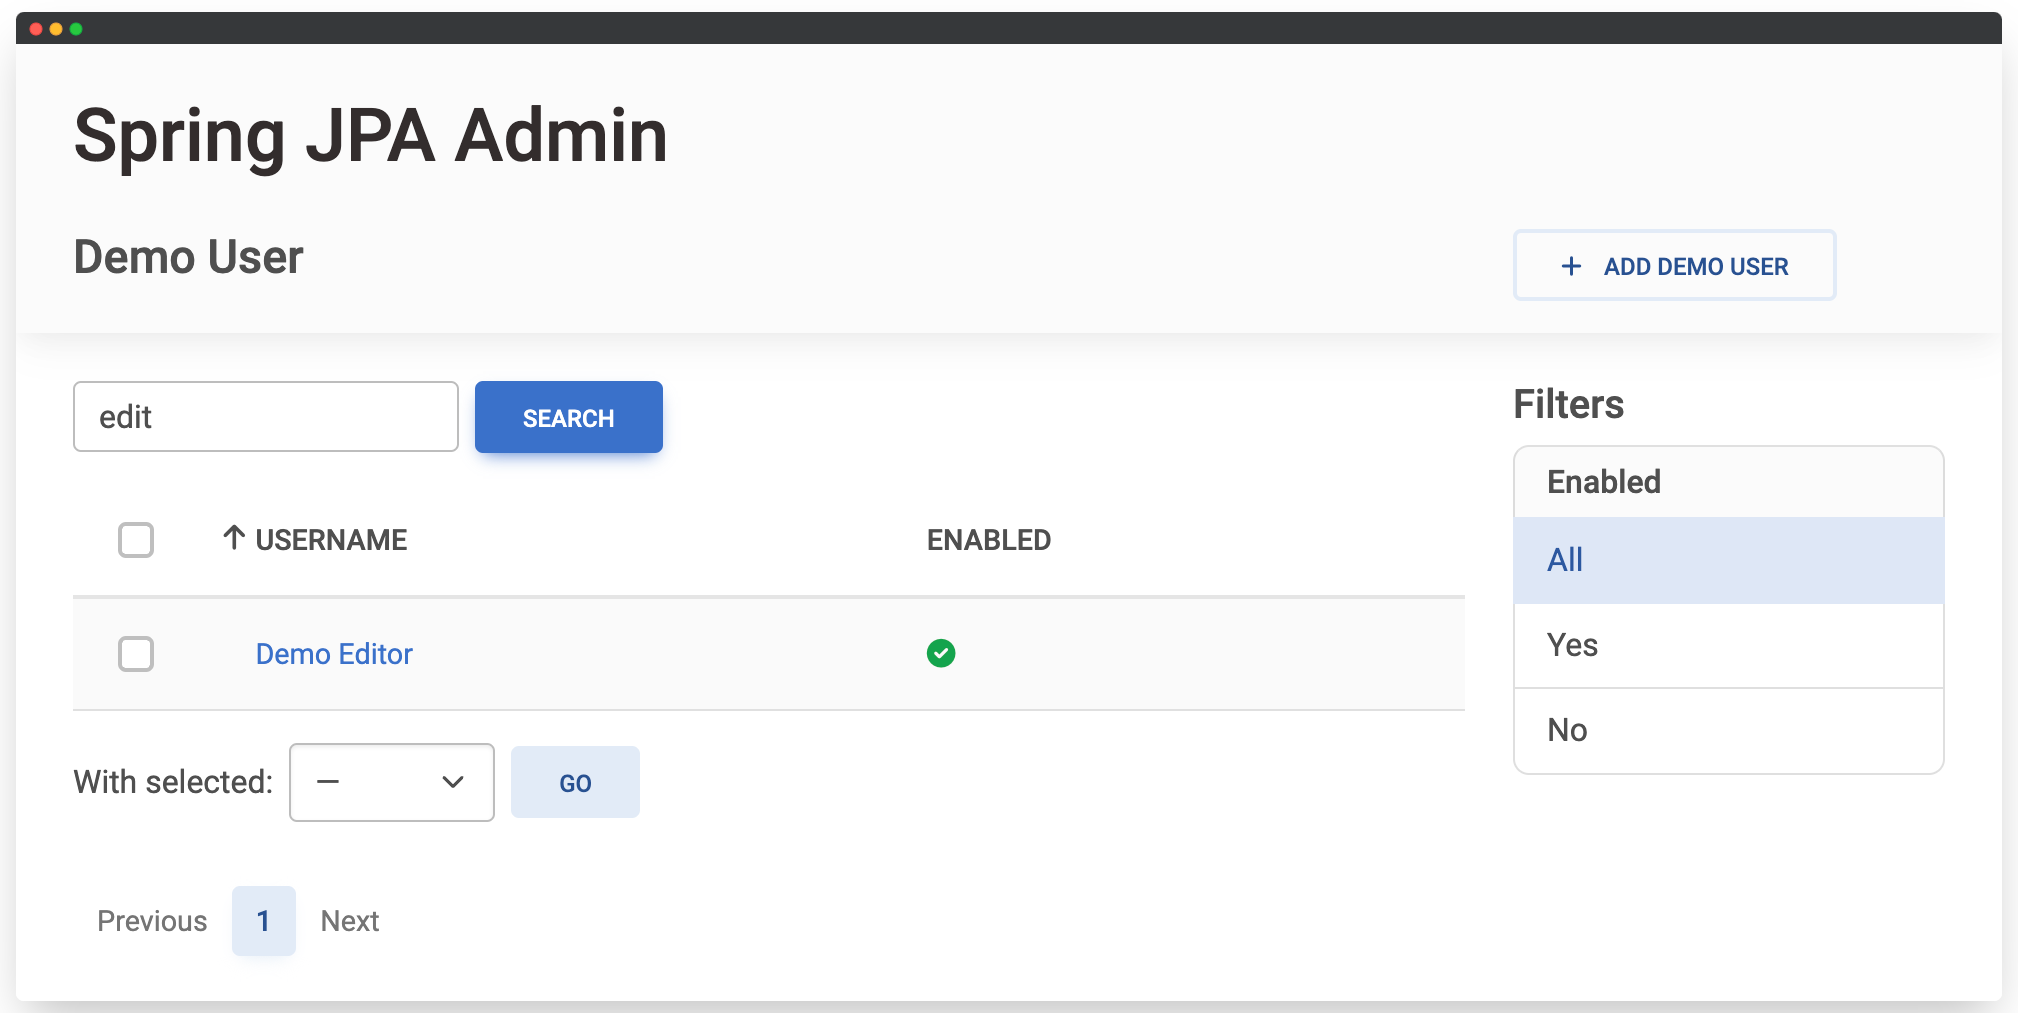 Spring JPA Admin
Demo User
+ ADD DEMO USER
edit
SEARCH
Filters
Enabled
All
Yes
No
↑ USERNAME ENABLED
Demo Editor
With selected: — GO
Previous 1 Next